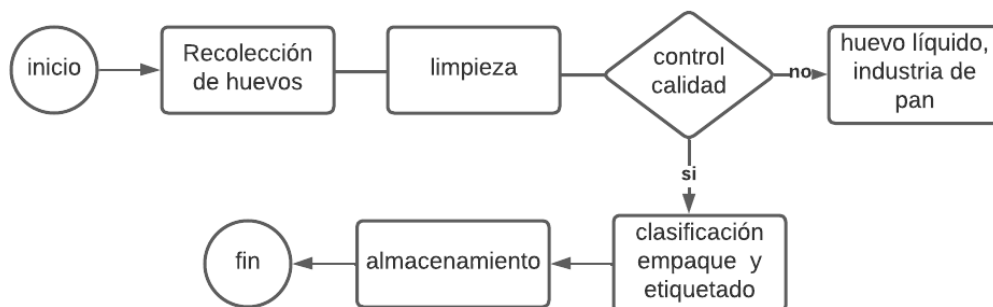 inicio
Recolección
de huevos
limpieza
control
calidad
no
huevo líquido,
industria de
pan
si
clasificación
empaque y
etiquetado
almacenamiento
fin